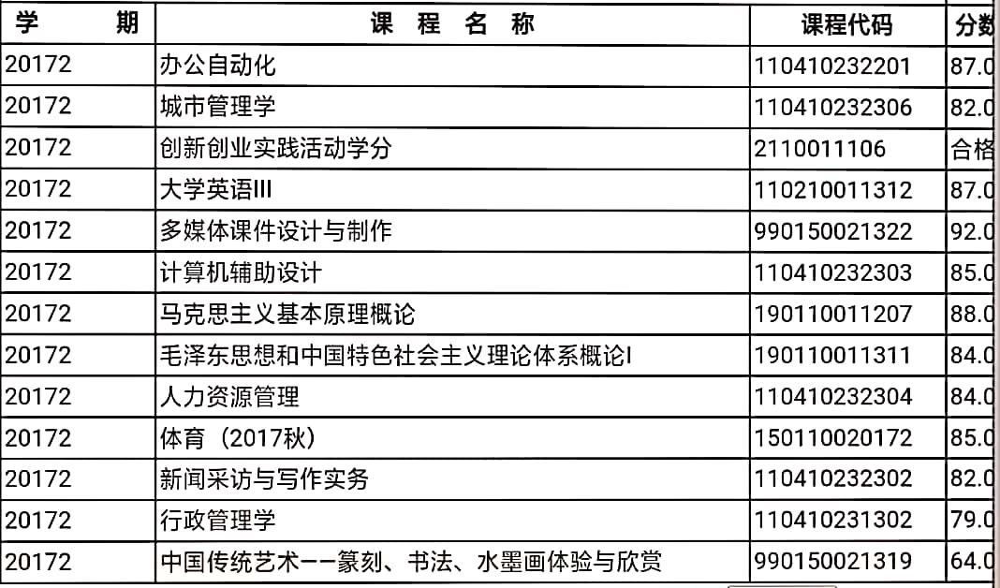 学 期 课 程 名 称 课程代码 分数
20172 办公自动化 110410232201 87.0
20172 城市管理学 110410232306 82.0
20172 创新创业实践活动学分 2110011106 合格
20172 大学英语III 110210011312 87.0
20172 多媒体课件设计与制作 990150021322 92.0
20172 计算机辅助设计 110410232303 85.0
20172 马克思主义基本原理概论 190110011207 88.0
20172 毛泽东思想和中国特色社会主义理论体系概论I 190110011311 84.0
20172 人力资源管理 110410232304 84.0
20172 体育（2017秋） 150110020172 85.0
20172 新闻采访与写作实务 110410232302 82.0
20172 行政管理学 110410231302 79.0
20172 中国传统艺术——篆刻、书法、水墨画体验与欣赏 990150021319 64.0